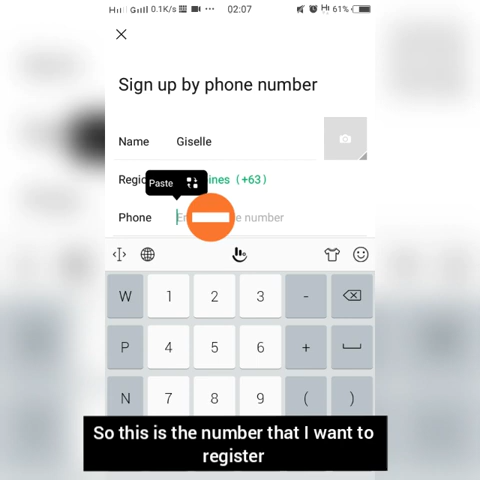 0.1K/s 02:07 61%
Sign up by phone number
Name Giselle
Regi ines (+63)
Paste
Phone E e number
W 1 2 3 -
P 4 5 6 +
N 7 8 9 ( )
So this is the number that I want to
register